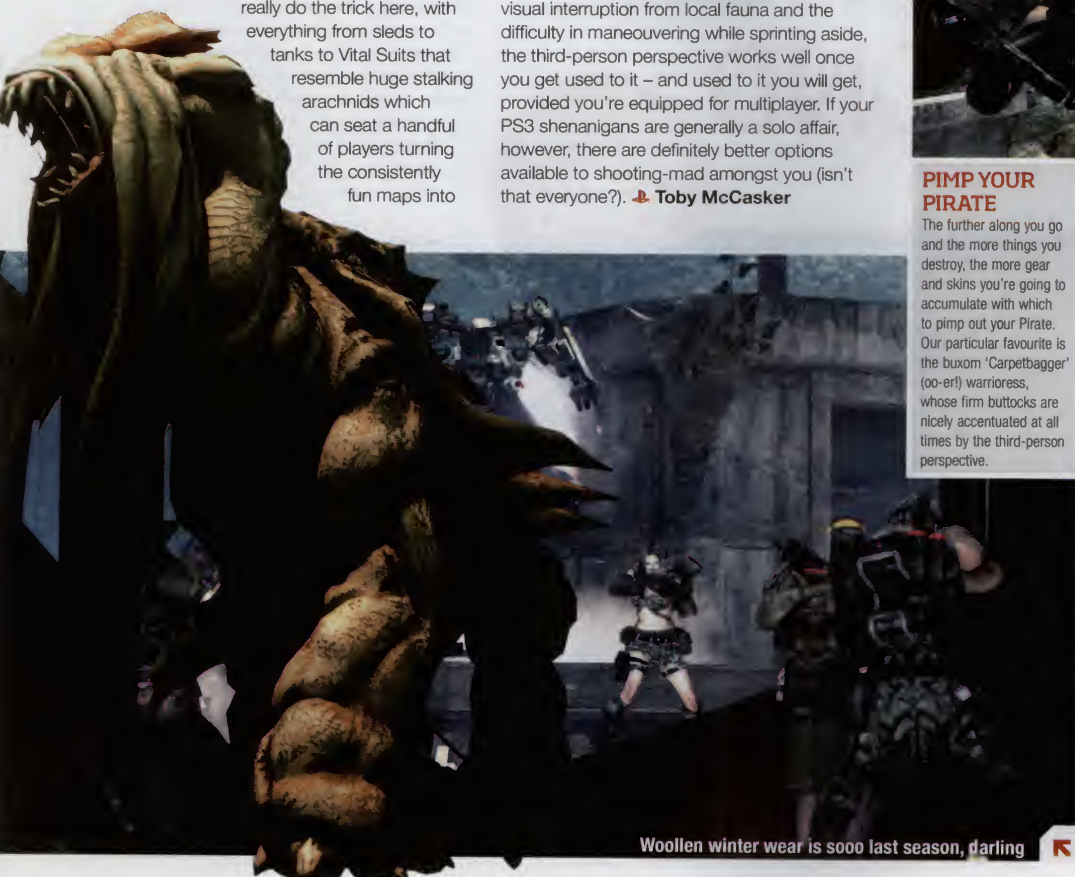 really do the trick here, with
everything from sleds to
tanks to Vital Suits that
resemble huge stalking
arachnids which
can seat a handful
of players turning
the consistently
fun maps into
visual interruption from local fauna and the
difficulty in maneouvering while sprinting aside,
the third-person perspective works well once
you get used to it – and used to it you will get,
provided you're equipped for multiplayer. If your
PS3 shenanigans are generally a solo affair,
however, there are definitely better options
available to shooting-mad amongst you (isn't
that everyone?). Toby McCasker
PIMP YOUR
PIRATE
The further along you go
and the more things you
destroy, the more gear
and skins you're going to
accumulate with which
to pimp out your Pirate.
Our particular favourite is
the buxom 'Carpetbagger'
(oo-er!) warrioress,
whose firm buttocks are
nicely accentuated at all
times by the third-person
perspective.
Woollen winter wear is sooo last season, darling